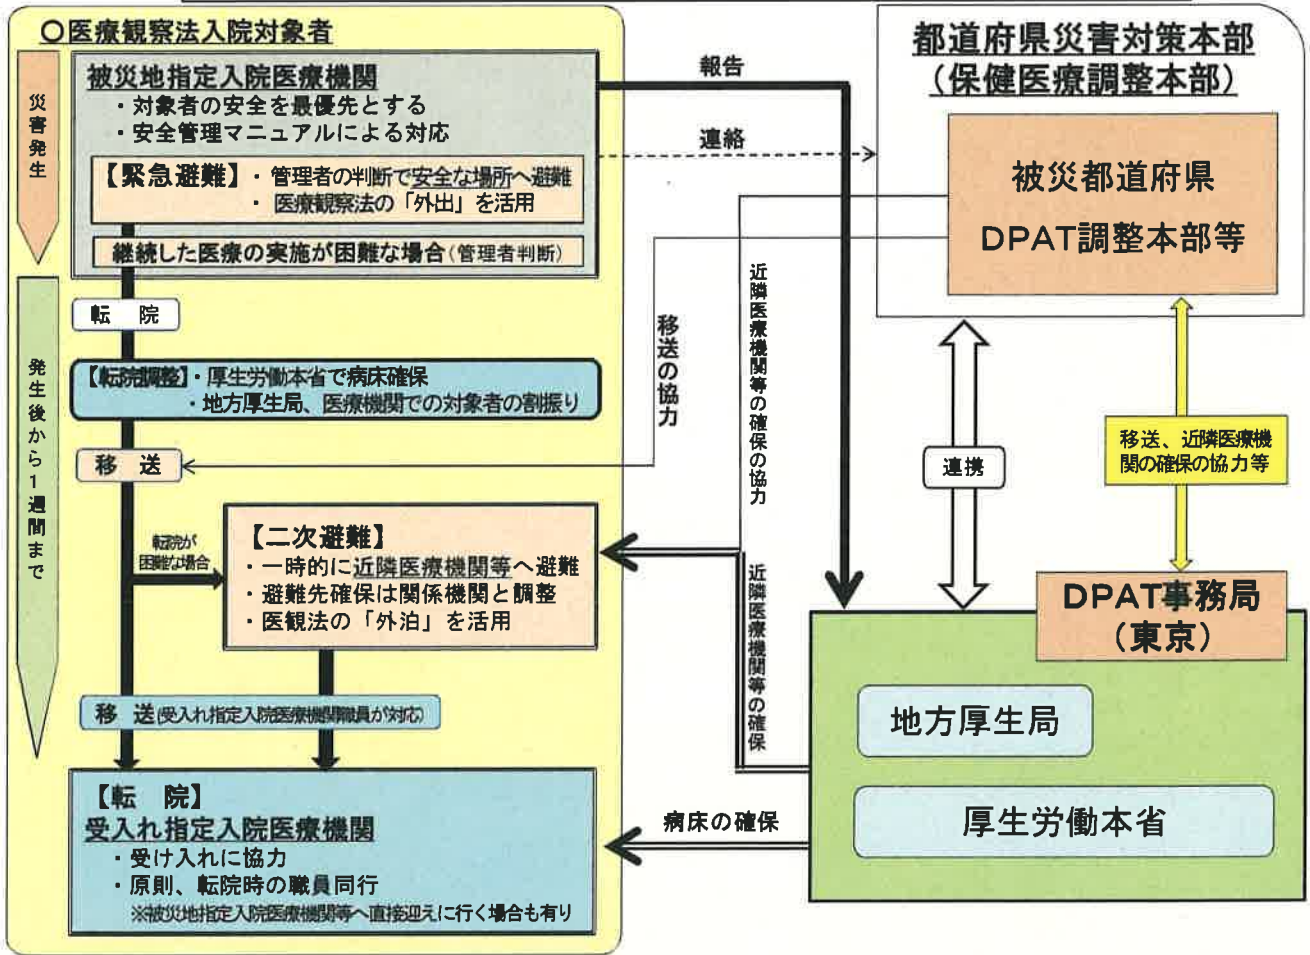 〇医療観察法入院対象者
災害発生
被災地指定入院医療機関
・対象者の安全を最優先とする
・安全管理マニュアルによる対応
【緊急避難】・管理者の判断で安全な場所へ避難
・医療観察法の「外出」を活用
継続した医療の実施が困難な場合(管理者判断)
発生後から1週間まで
転 院
【転院調整】・厚生労働本省で病床確保
・地方厚生局、医療機関での対象者の割振り
移 送
転院が
困難な場合
【二次避難】
・一時的に近隣医療機関等へ避難
・避難先確保は関係機関と調整
・医観法の「外泊」を活用
移 送(受入れ指定入院医療機関職員が対応)
【転 院】
受入れ指定入院医療機関
・受け入れに協力
・原則、転院時の職員同行
※被災地指定入院医療機関等へ直接迎えに行く場合も有り
報告
連絡
移送の協力
近隣医療機関等の確保の協力
近隣医療機関等の確保
病床の確保
都道府県災害対策本部
(保健医療調整本部)
被災都道府県
DPAT調整本部等
連携
移送、近隣医療機
関の確保の協力等
DPAT事務局
(東京)
地方厚生局
厚生労働本省